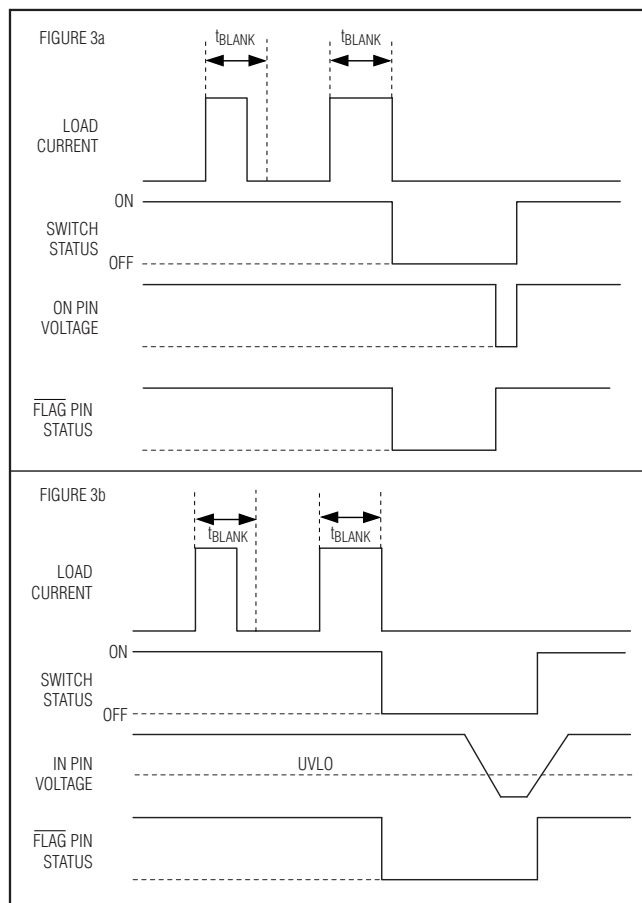 FIGURE 3a
tBLANK tBLANK
LOAD
CURRENT
ON
SWITCH
STATUS
OFF
ON PIN
VOLTAGE
FLAG PIN
STATUS
FIGURE 3b
tBLANK tBLANK
LOAD
CURRENT
ON
SWITCH
STATUS
OFF
IN PIN
VOLTAGE
UVLO
FLAG PIN
STATUS